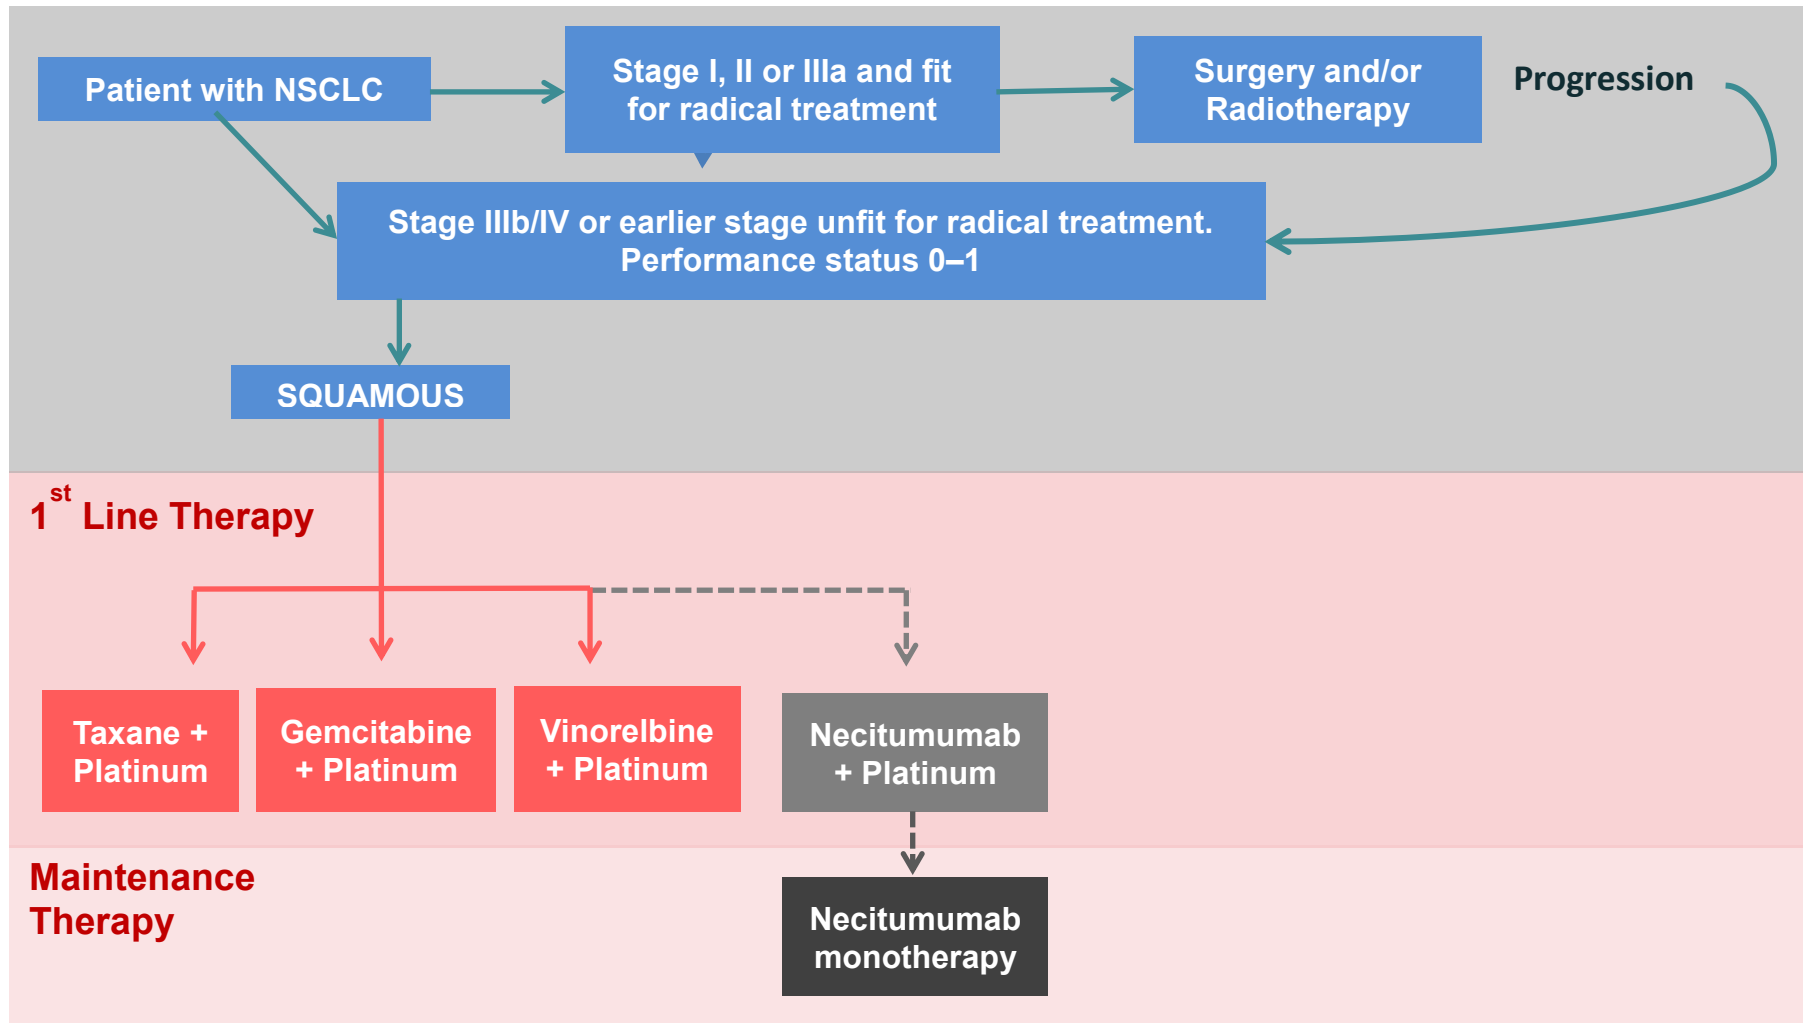 Patient with NSCLC
Stage I, II or IIIa and fit
for radical treatment
Surgery and/or
Radiotherapy
Progression
Stage IIIb/IV or earlier stage unfit for radical treatment.
Performance status 0–1
SQUAMOUS
1st Line Therapy
Taxane +
Platinum
Gemcitabine
+ Platinum
Vinorelbine
+ Platinum
Necitumumab
+ Platinum
Maintenance
Therapy
Necitumumab
monotherapy